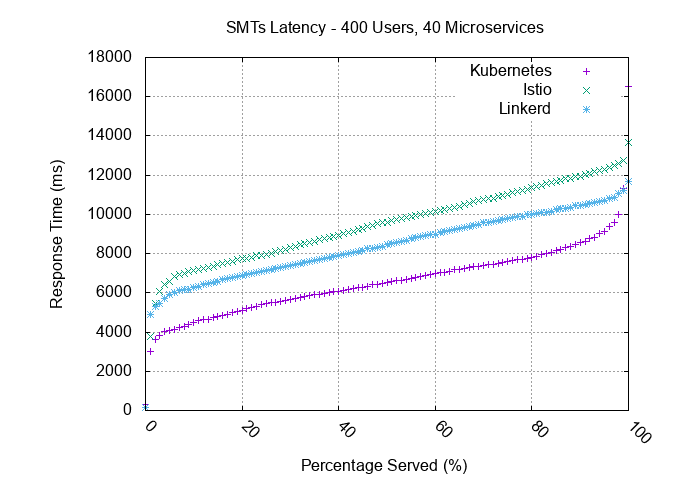 SMTs Latency - 400 Users, 40 Microservices
18000
16000
14000
12000
10000
8000
6000
4000
2000
0
Response Time (ms)
Kubernetes
Istio
Linkerd
0
20
40
60
80
100
Percentage Served (%)